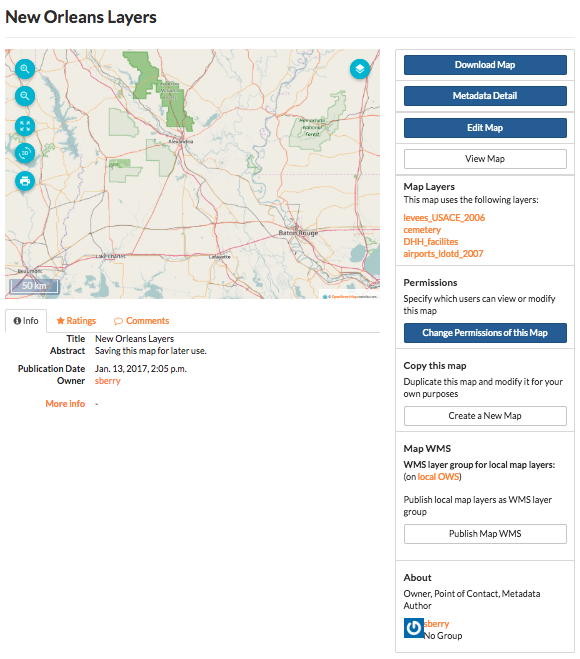 New Orleans Layers
Alexandria
Baton Rouge
Lake Charles
Lafayette
Beaumont
50 km
3D
Info
Ratings
Comments
Title New Orleans Layers
Abstract Saving this map for later use.
Publication Date Jan. 13, 2017, 2:05 p.m.
Owner sberry
More info -
Download Map
Metadata Detail
Edit Map
View Map
Map Layers
This map uses the following layers:
levees_USACE_2006
cemetery
DHH_facilites
airports_ldotd_2007
Permissions
Specify which users can view or modify
this map
Change Permissions of this Map
Copy this map
Duplicate this map and modify it for your
own purposes
Create a New Map
Map WMS
WMS layer group for local map layers:
(on local OWS)
Publish local map layers as WMS layer
group
Publish Map WMS
About
Owner, Point of Contact, Metadata
Author
sberry
No Group